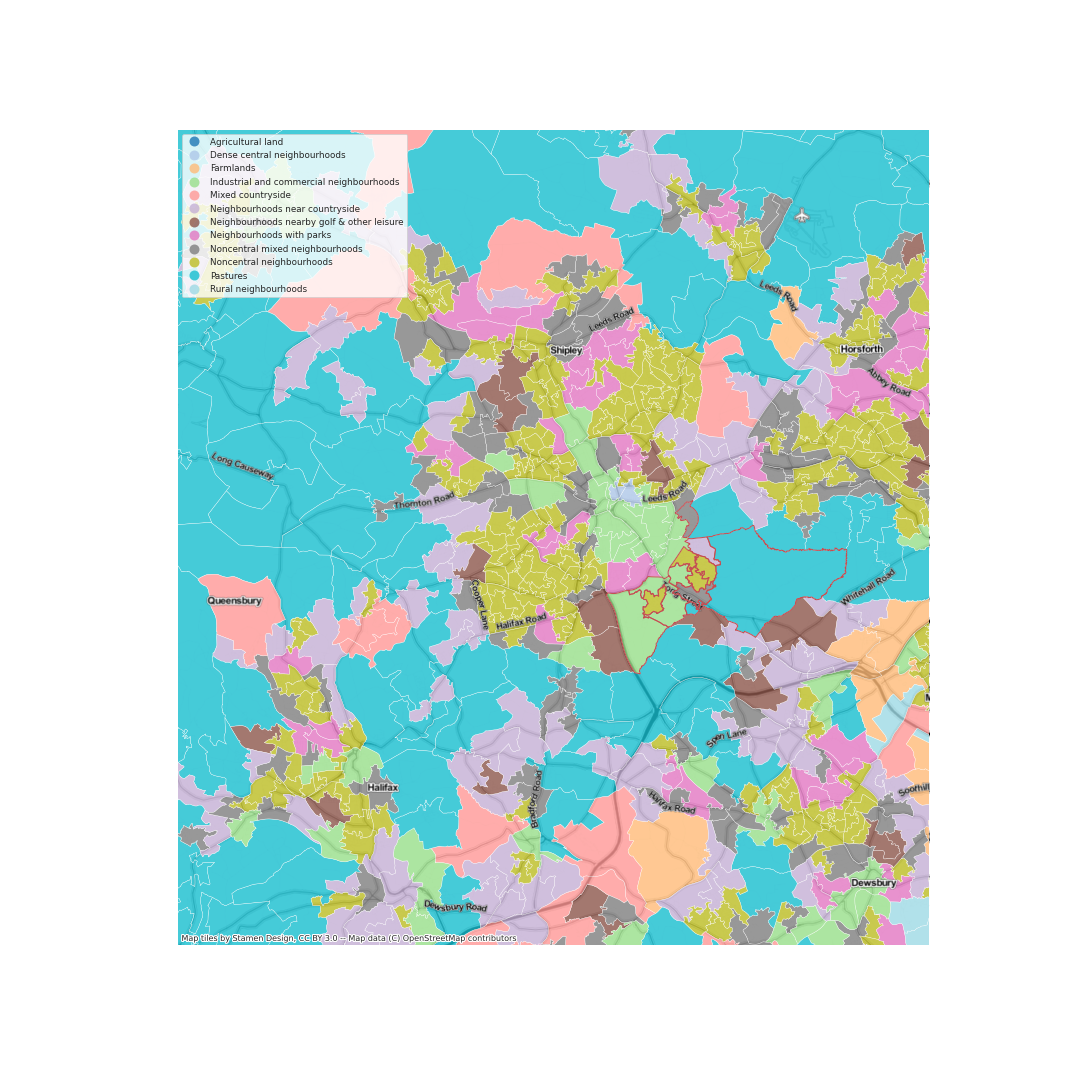 Agricultural land
Dense central neighbourhoods
Farmlands
Industrial and commercial neighbourhoods
Mixed countryside
Neighbourhoods near countryside
Neighbourhoods nearby golf & other leisure
Neighbourhoods with parks
Noncentral mixed neighbourhoods
Noncentral neighbourhoods
Pastures
Rural neighbourhoods
Leeds Road
Leeds Road
Shipley
Horsforth
Abbey Road
Long Causeway
Thornton Road
Leeds Road
Whitehall Road
Queensbury
Cooper Lane
Halifax Road
Spen Lane
Halifax
Bradford Road
Halifax Road
Dewsbury
Dewsbury Road
Map tiles by Stamen Design, CC BY 3.0 -- Map data (C) OpenStreetMap contributors